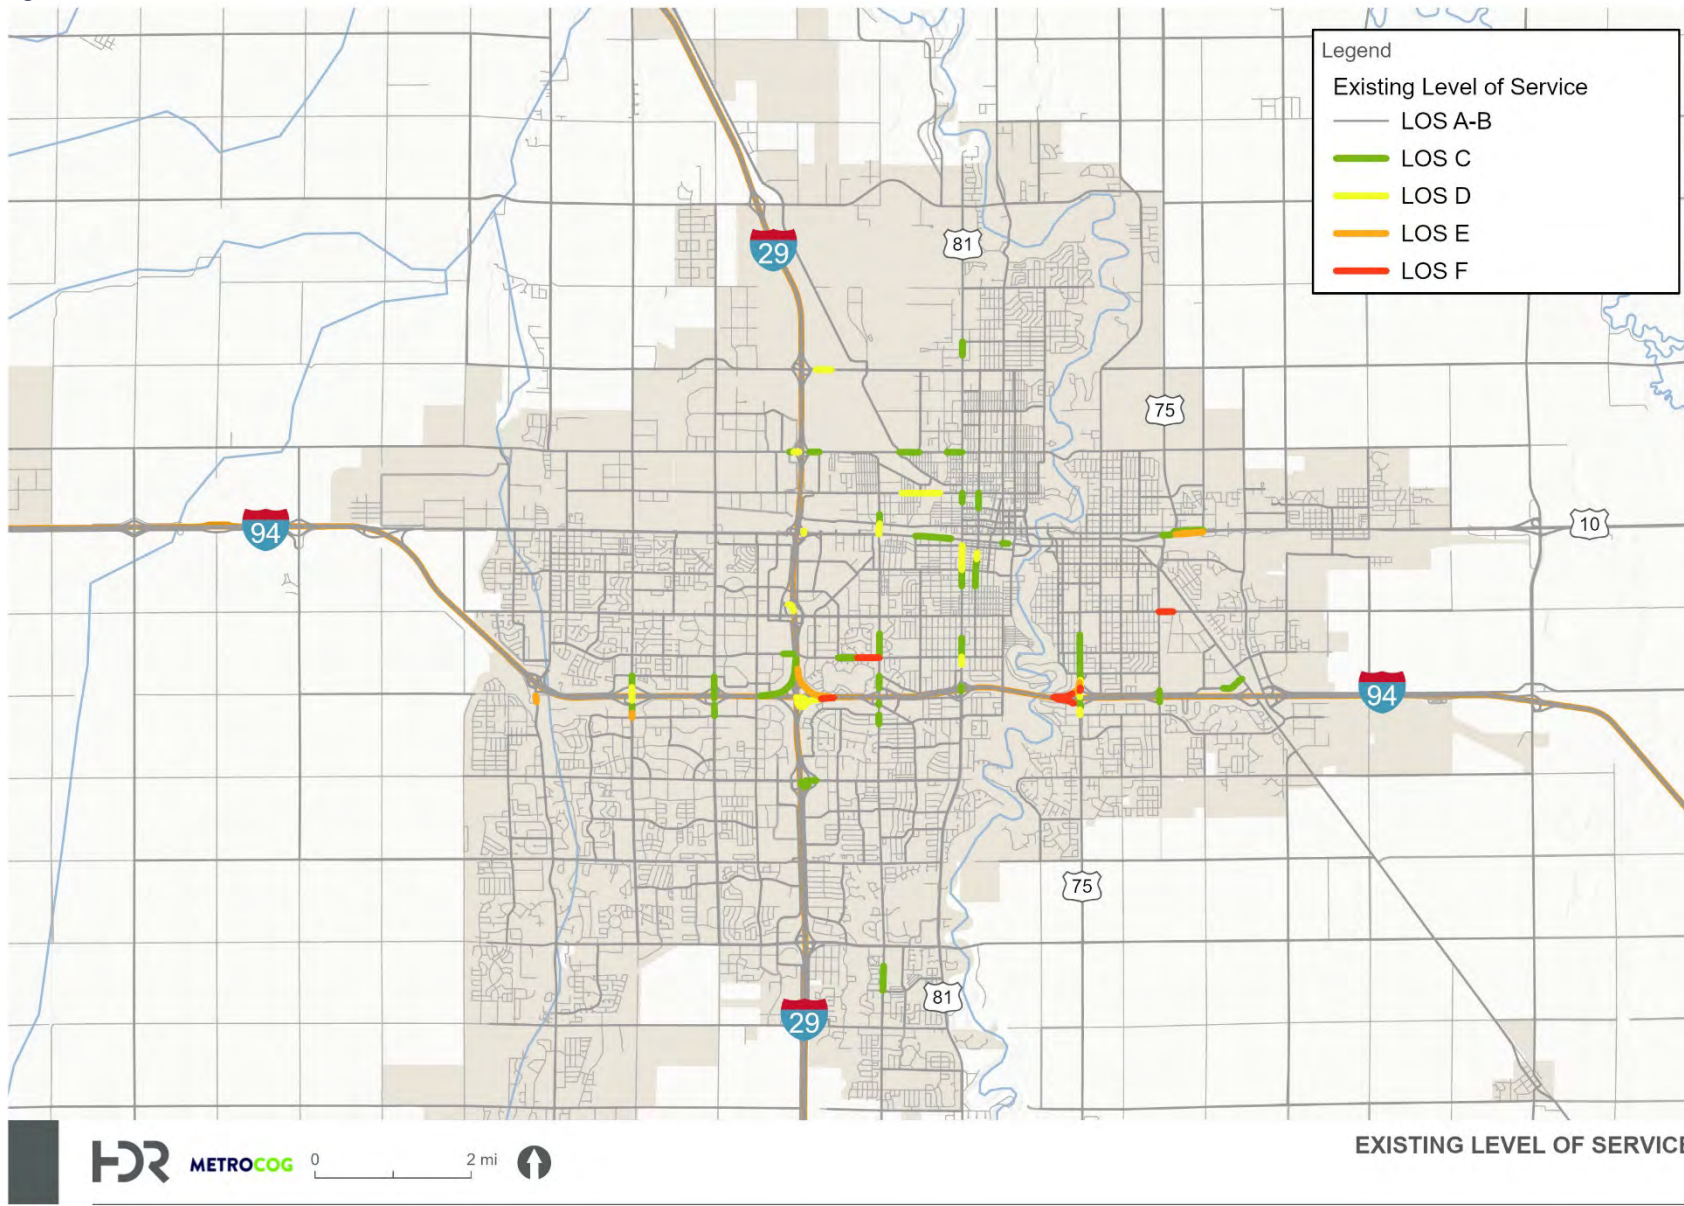 Legend
Existing Level of Service
LOS A-B
LOS C
LOS D
LOS E
LOS F
29
81
75
94
10
94
75
81
29
HDR METROCOG 0 2 mi
EXISTING LEVEL OF SERVICE